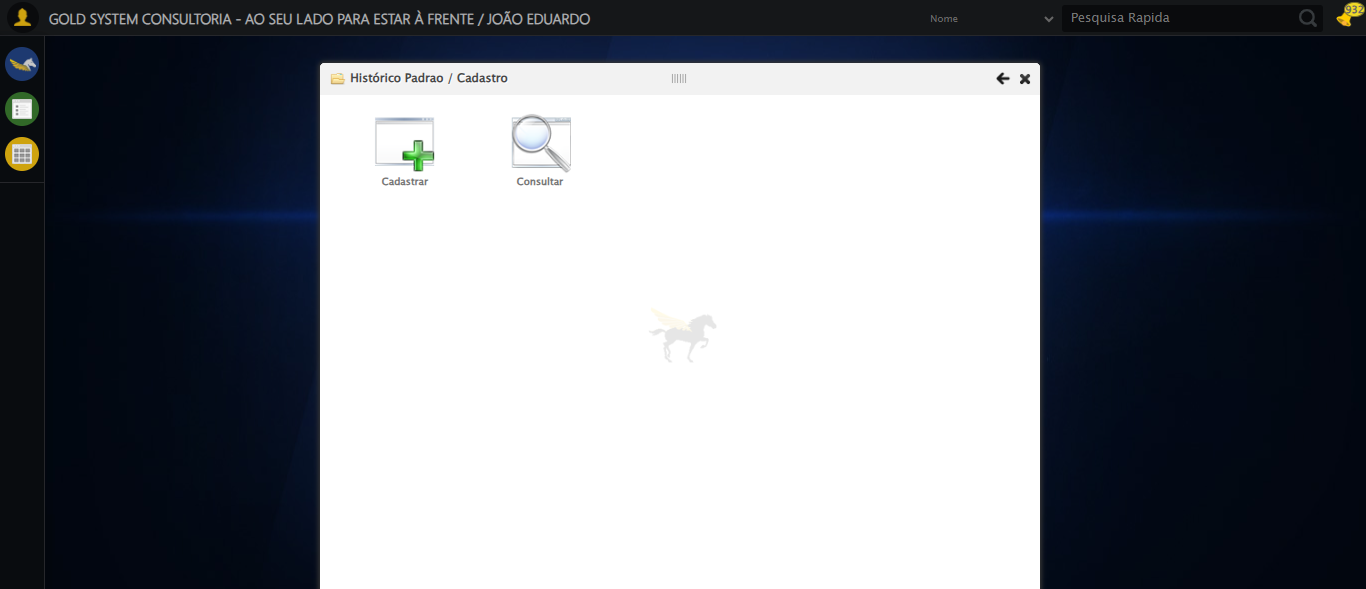 GOLD SYSTEM CONSULTORIA - AO SEU LADO PARA ESTAR À FRENTE / JOÃO EDUARDO
Nome
Pesquisa Rapida
932
Histórico Padrao / Cadastro
Cadastrar
Consultar